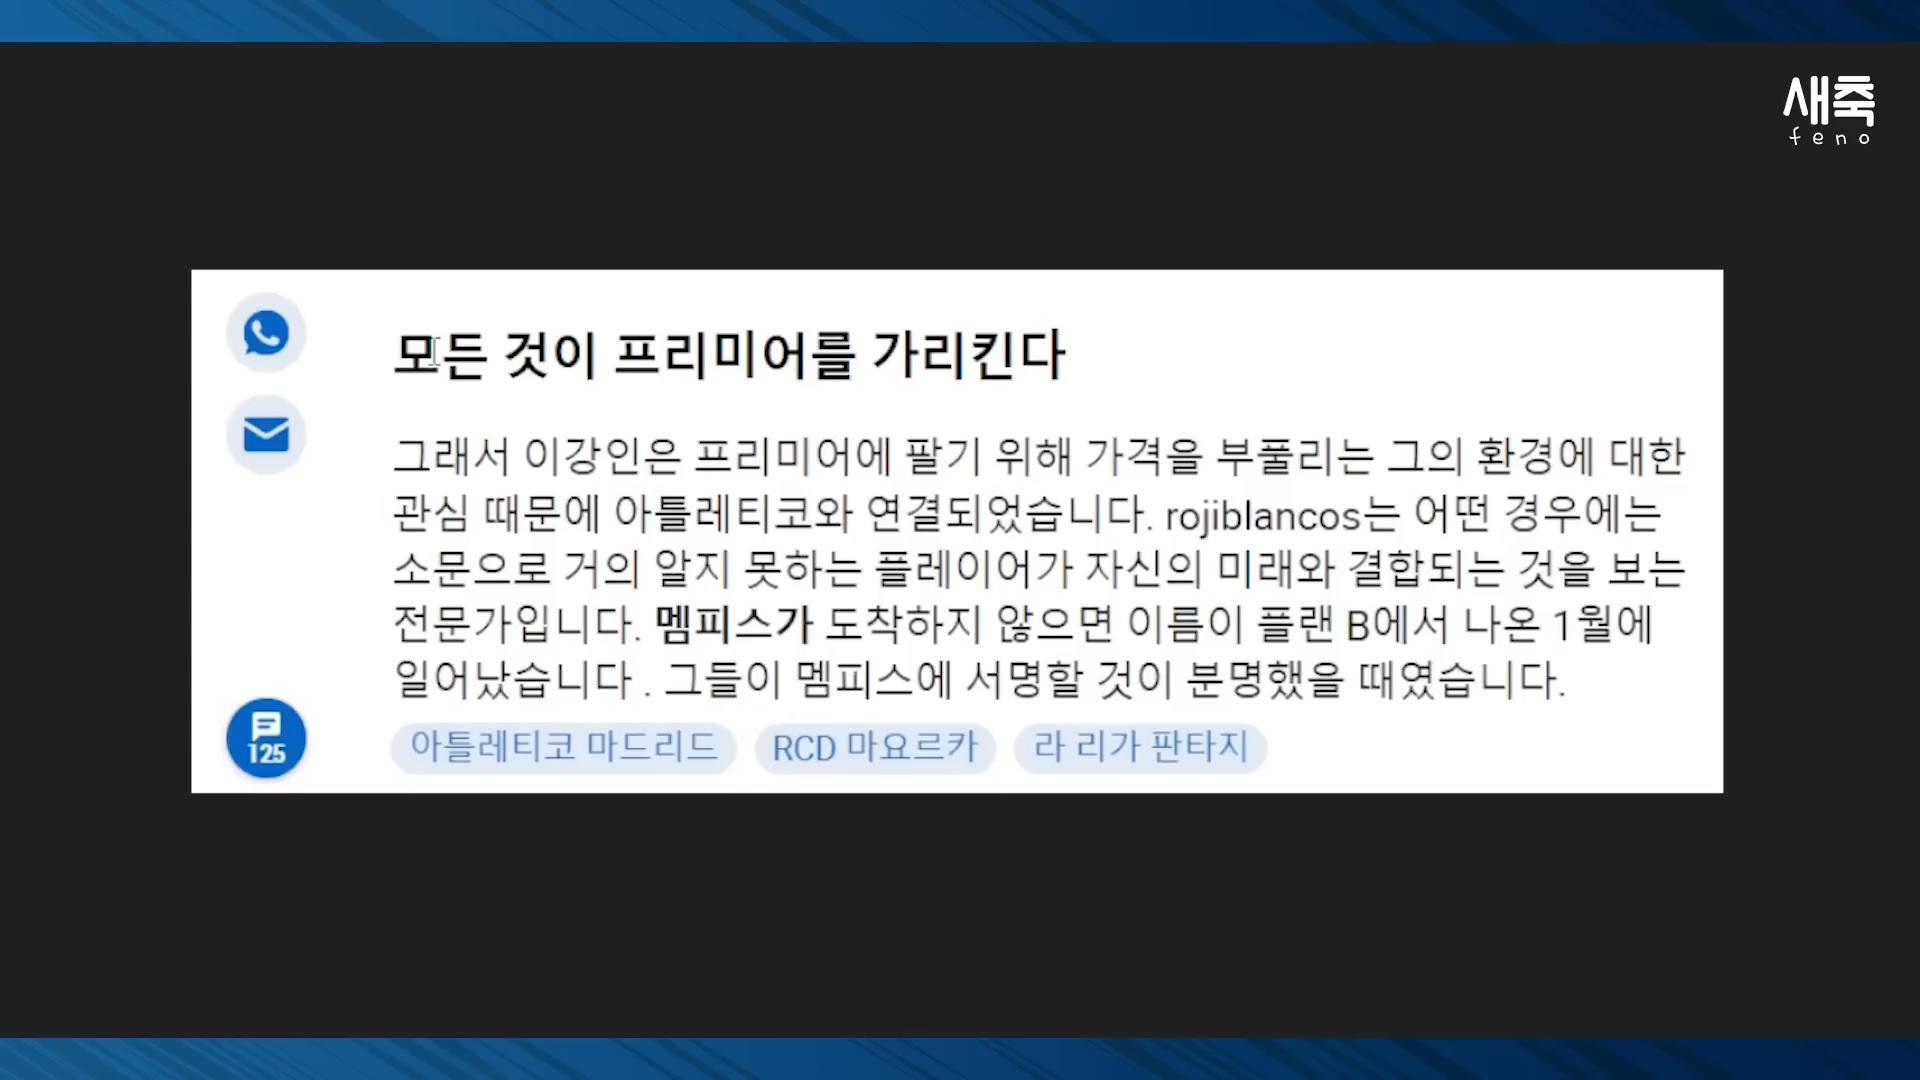 새축
feno
모든 것이 프리미어를 가리킨다
그래서 이강인은 프리미어에 팔기 위해 가격을 부풀리는 그의 환경에 대한
관심 때문에 아틀레티코와 연결되었습니다. rojiblancos는 어떤 경우에는
소문으로 거의 알지 못하는 플레이어가 자신의 미래와 결합되는 것을 보는
전문가입니다. 멤피스가 도착하지 않으면 이름이 플랜 B에서 나온 1월에
일어났습니다 . 그들이 멤피스에 서명할 것이 분명했을 때였습니다.
125
아틀레티코 마드리드 RCD 마요르카 라 리가 판타지